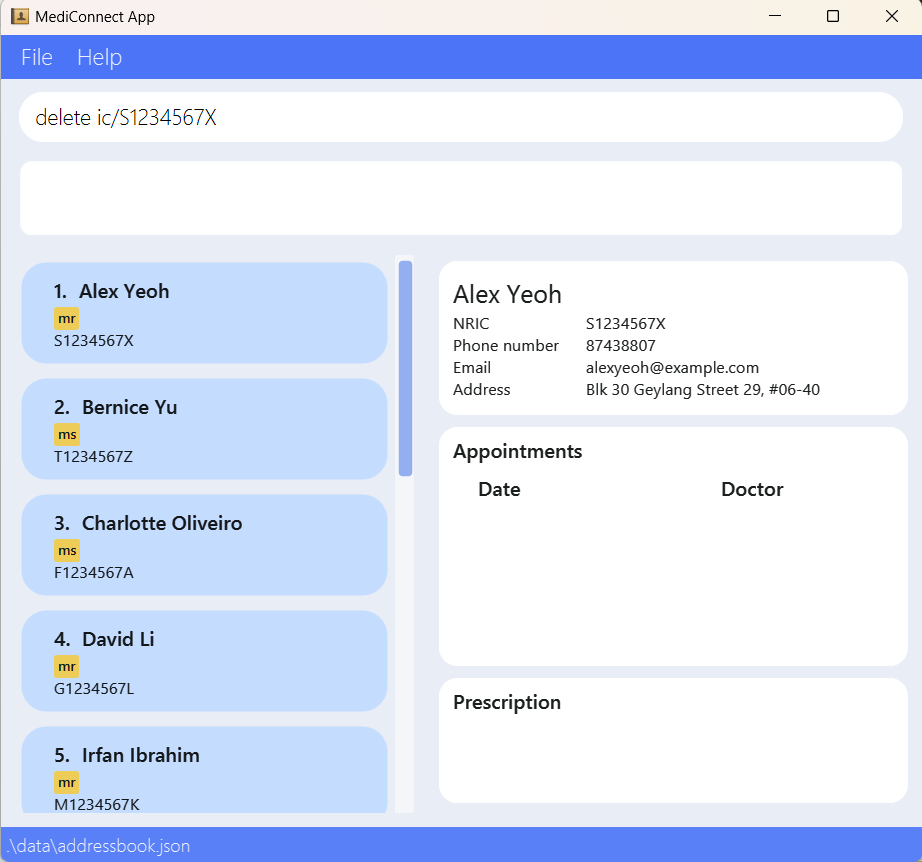 MediConnect App
File Help
delete ic/S1234567X
1. Alex Yeoh
mr
S1234567X
2. Bernice Yu
ms
T1234567Z
3. Charlotte Oliveiro
ms
F1234567A
4. David Li
mr
G1234567L
5. Irfan Ibrahim
mr
M1234567K
Alex Yeoh
NRIC S1234567X
Phone number 87438807
Email alexyeoh@example.com
Address Blk 30 Geylang Street 29, #06-40
Appointments
Date Doctor
Prescription
.\data\addressbook.json